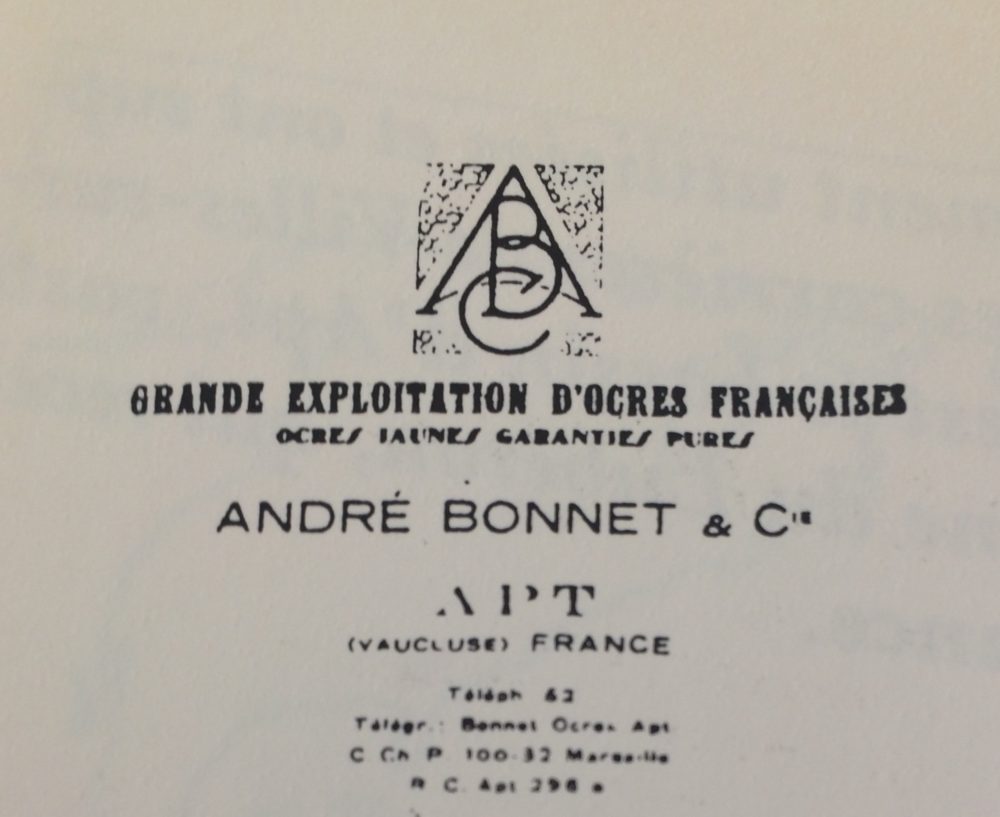 ABC
GRANDE EXPLOITATION D'OCRES FRANÇAISES
OCRES JAUNES GARANTIES PURES
ANDRÉ BONNET & Cie
APT
(VAUCLUSE) FRANCE
Téléph 62
Télégr.: Bonnet Ocres Apt
C Ch P 100-32 Marseille
R C. Apt 296